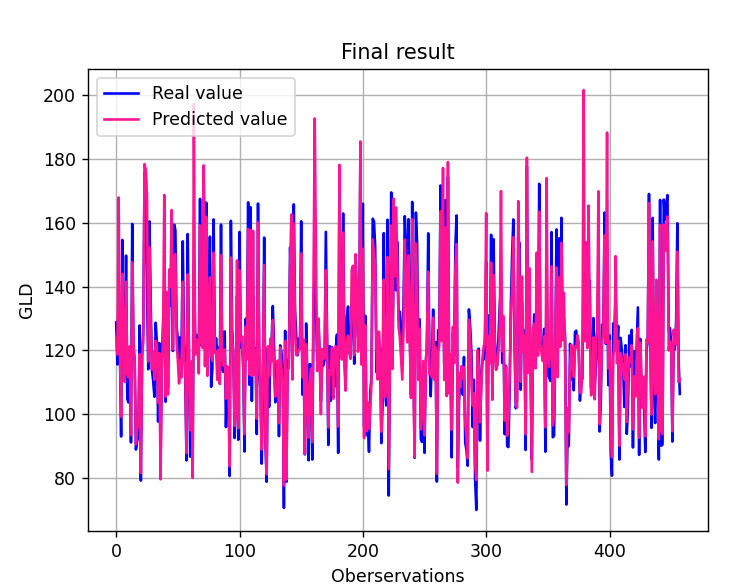 Final result
Real value
Predicted value
GLD
200
180
160
140
120
100
80
0 100 200 300 400
Oberservations